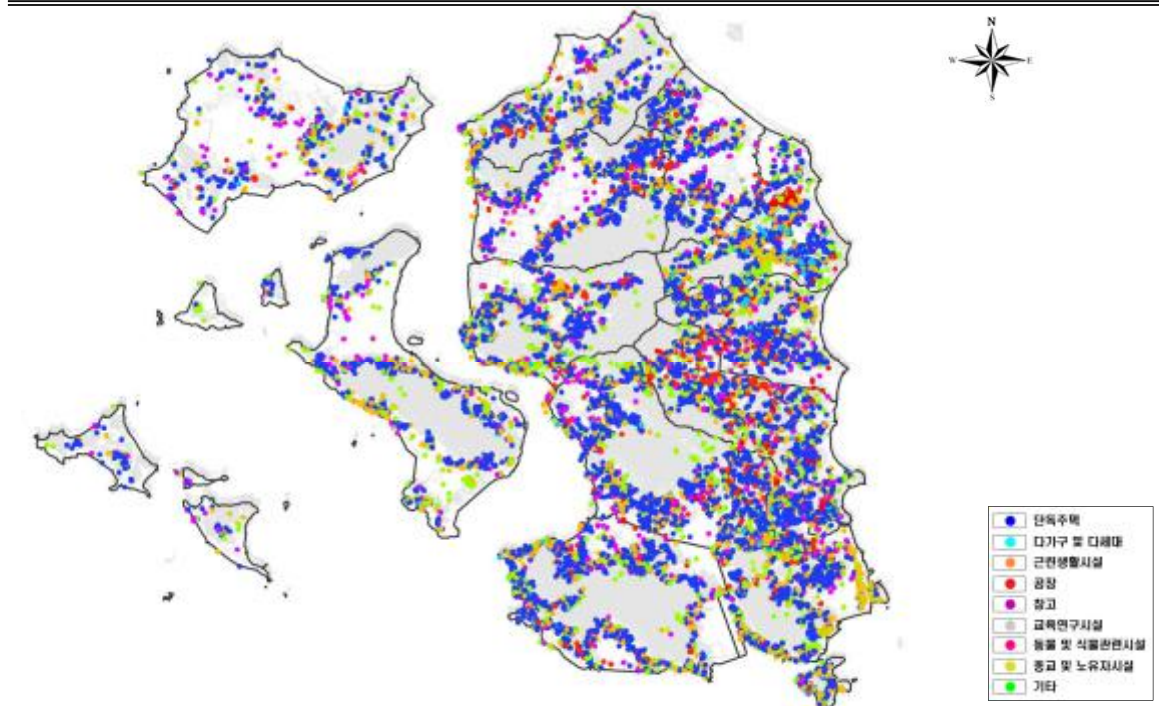 N
W
E
S
단독주택
다가구 및 다세대
근린생활시설
공장
창고
교육연구시설
동물 및 식물관련시설
종교 및 노유자시설
기타